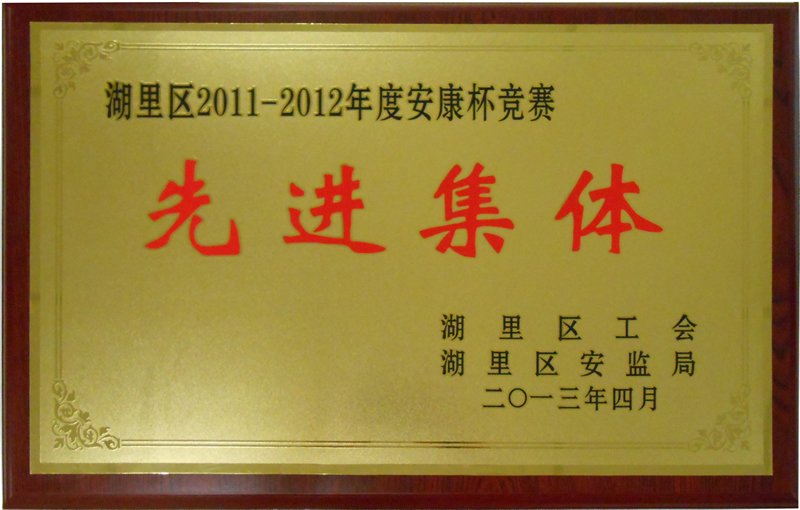 湖里区2011-2012年度安康杯竞赛
先进集体
湖里区工会
湖里区安监局
二〇一三年四月